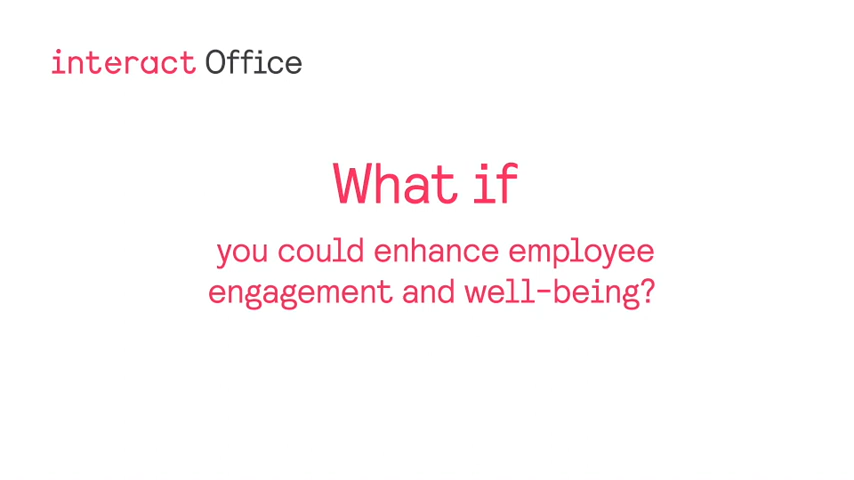 interact Office
What if
you could enhance employee
engagement and well-being?